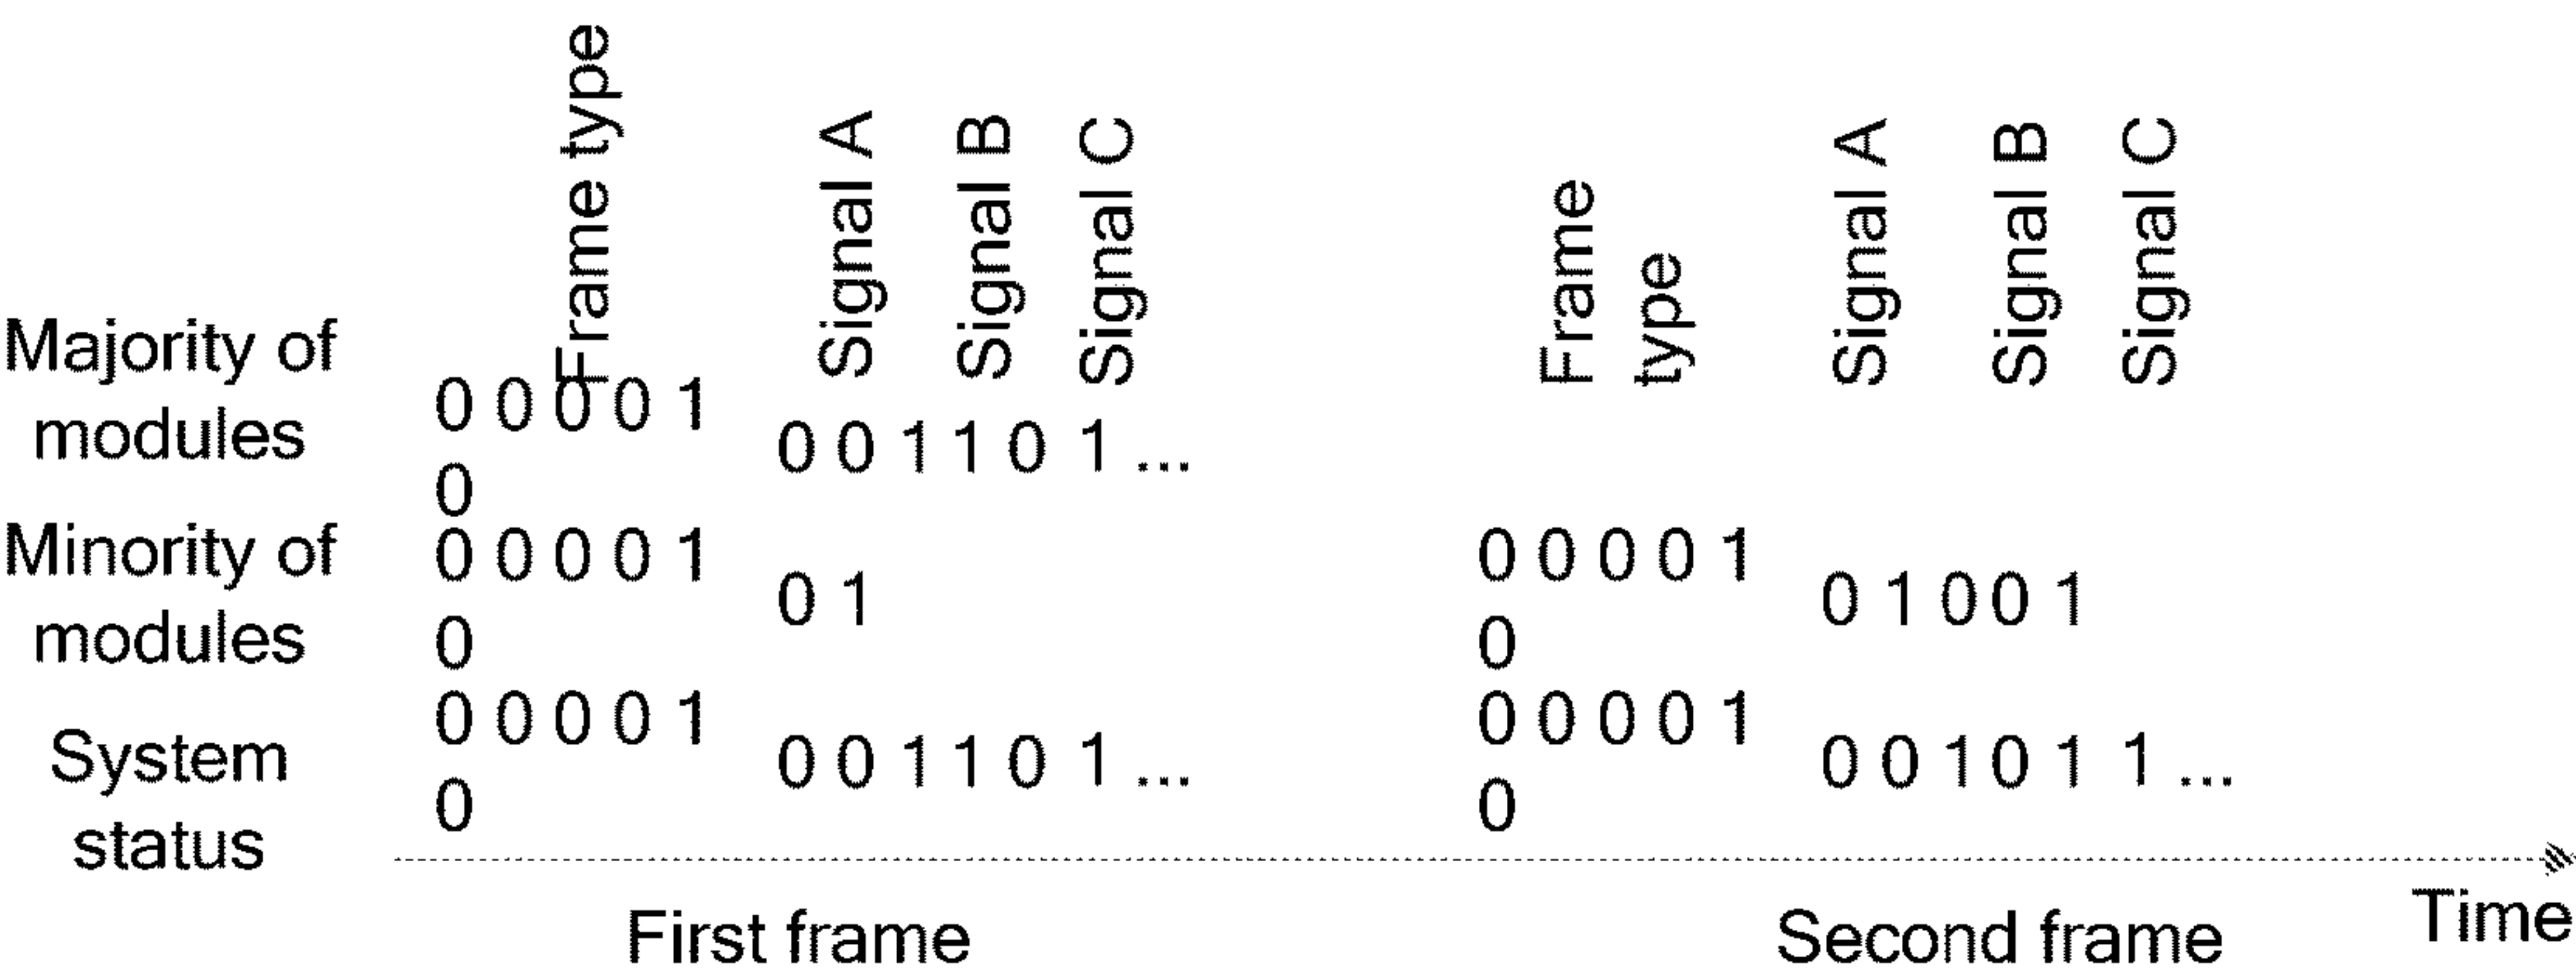 Frame type
Signal A
Signal B
Signal C
Frame
type
Signal A
Signal B
Signal C
Majority of
modules
0 0 0 0 1
0
0 0 1 1 0 1 ...
Minority of
modules
0 0 0 0 1
0
0 1
0 0 0 0 1
0
0 1 0 0 1
System
status
0 0 0 0 1
0
0 0 1 1 0 1 ...
0 0 0 0 1
0
0 0 1 0 1 1 ...
First frame
Second frame
Time